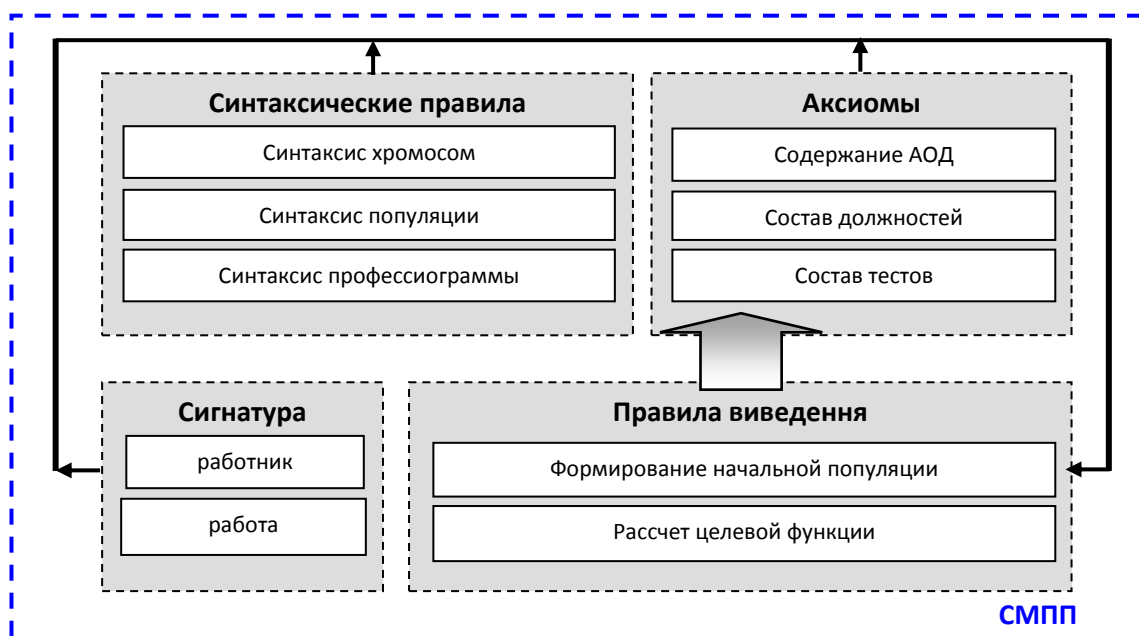 Синтаксические правила
Синтаксис хромосом
Синтаксис популяции
Синтаксис профессиограммы
Аксиомы
Содержание АОД
Состав должностей
Состав тестов
Сигнатура
работник
работа
Правила виведення
Формирование начальной популяции
Рассчет целевой функции
СМПП